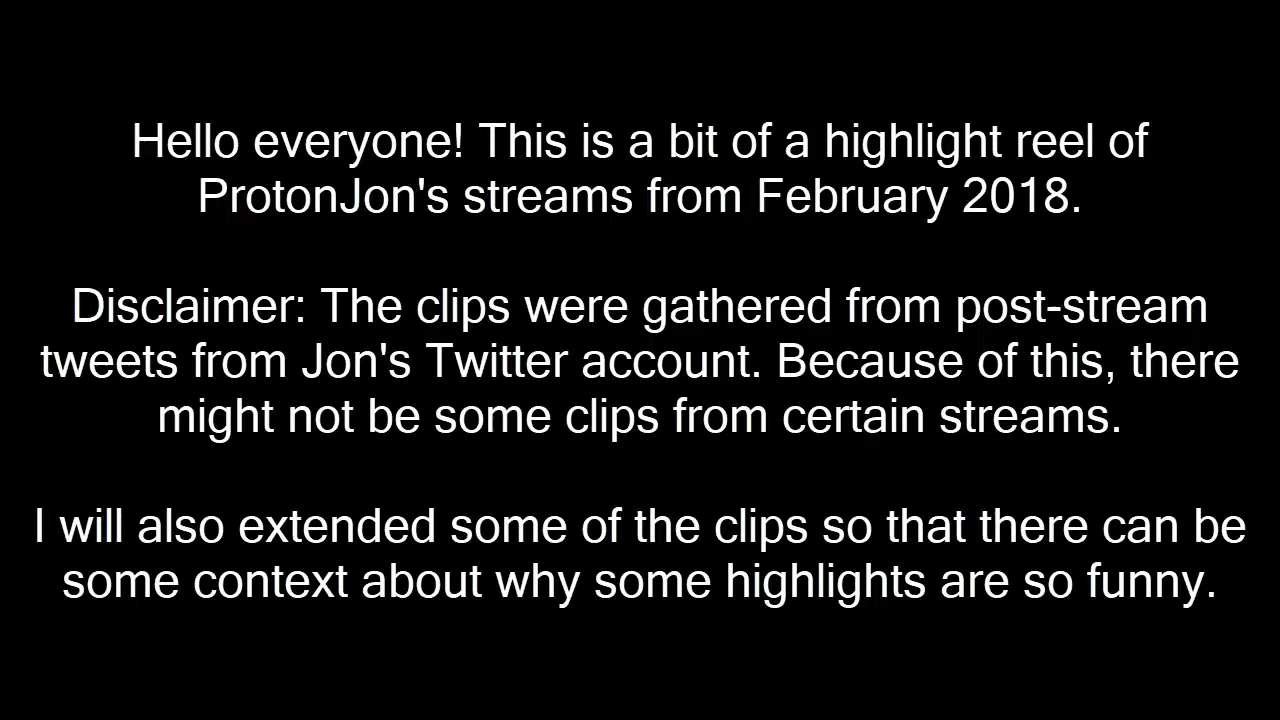 Hello everyone! This is a bit of a highlight reel of
ProtonJon's streams from February 2018.
Disclaimer: The clips were gathered from post-stream
tweets from Jon's Twitter account. Because of this, there
might not be some clips from certain streams.
I will also extended some of the clips so that there can be
some context about why some highlights are so funny.